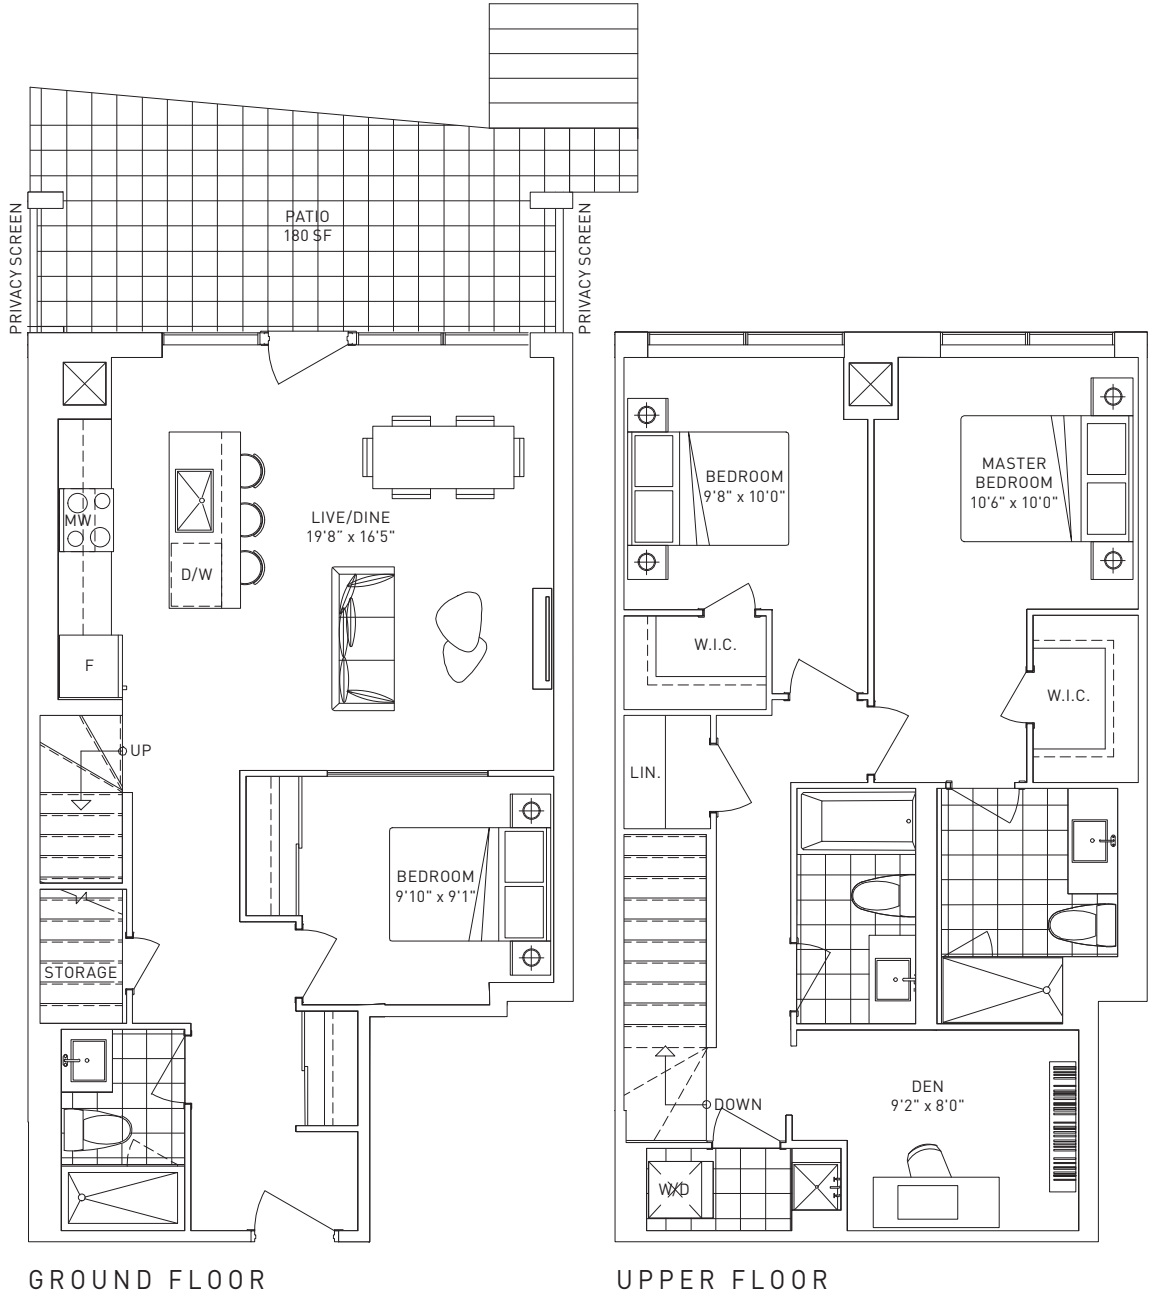 PATIO
180 SF
PRIVACY SCREEN
PRIVACY SCREEN
MW
D/W
F
LIVE/DINE
19'8" x 16'5"
UP
BEDROOM
9'10" x 9'1"
STORAGE
GROUND FLOOR
BEDROOM
9'8" x 10'0"
MASTER
BEDROOM
10'6" x 10'0"
W.I.C.
W.I.C.
LIN.
DEN
9'2" x 8'0"
DOWN
W/D
UPPER FLOOR